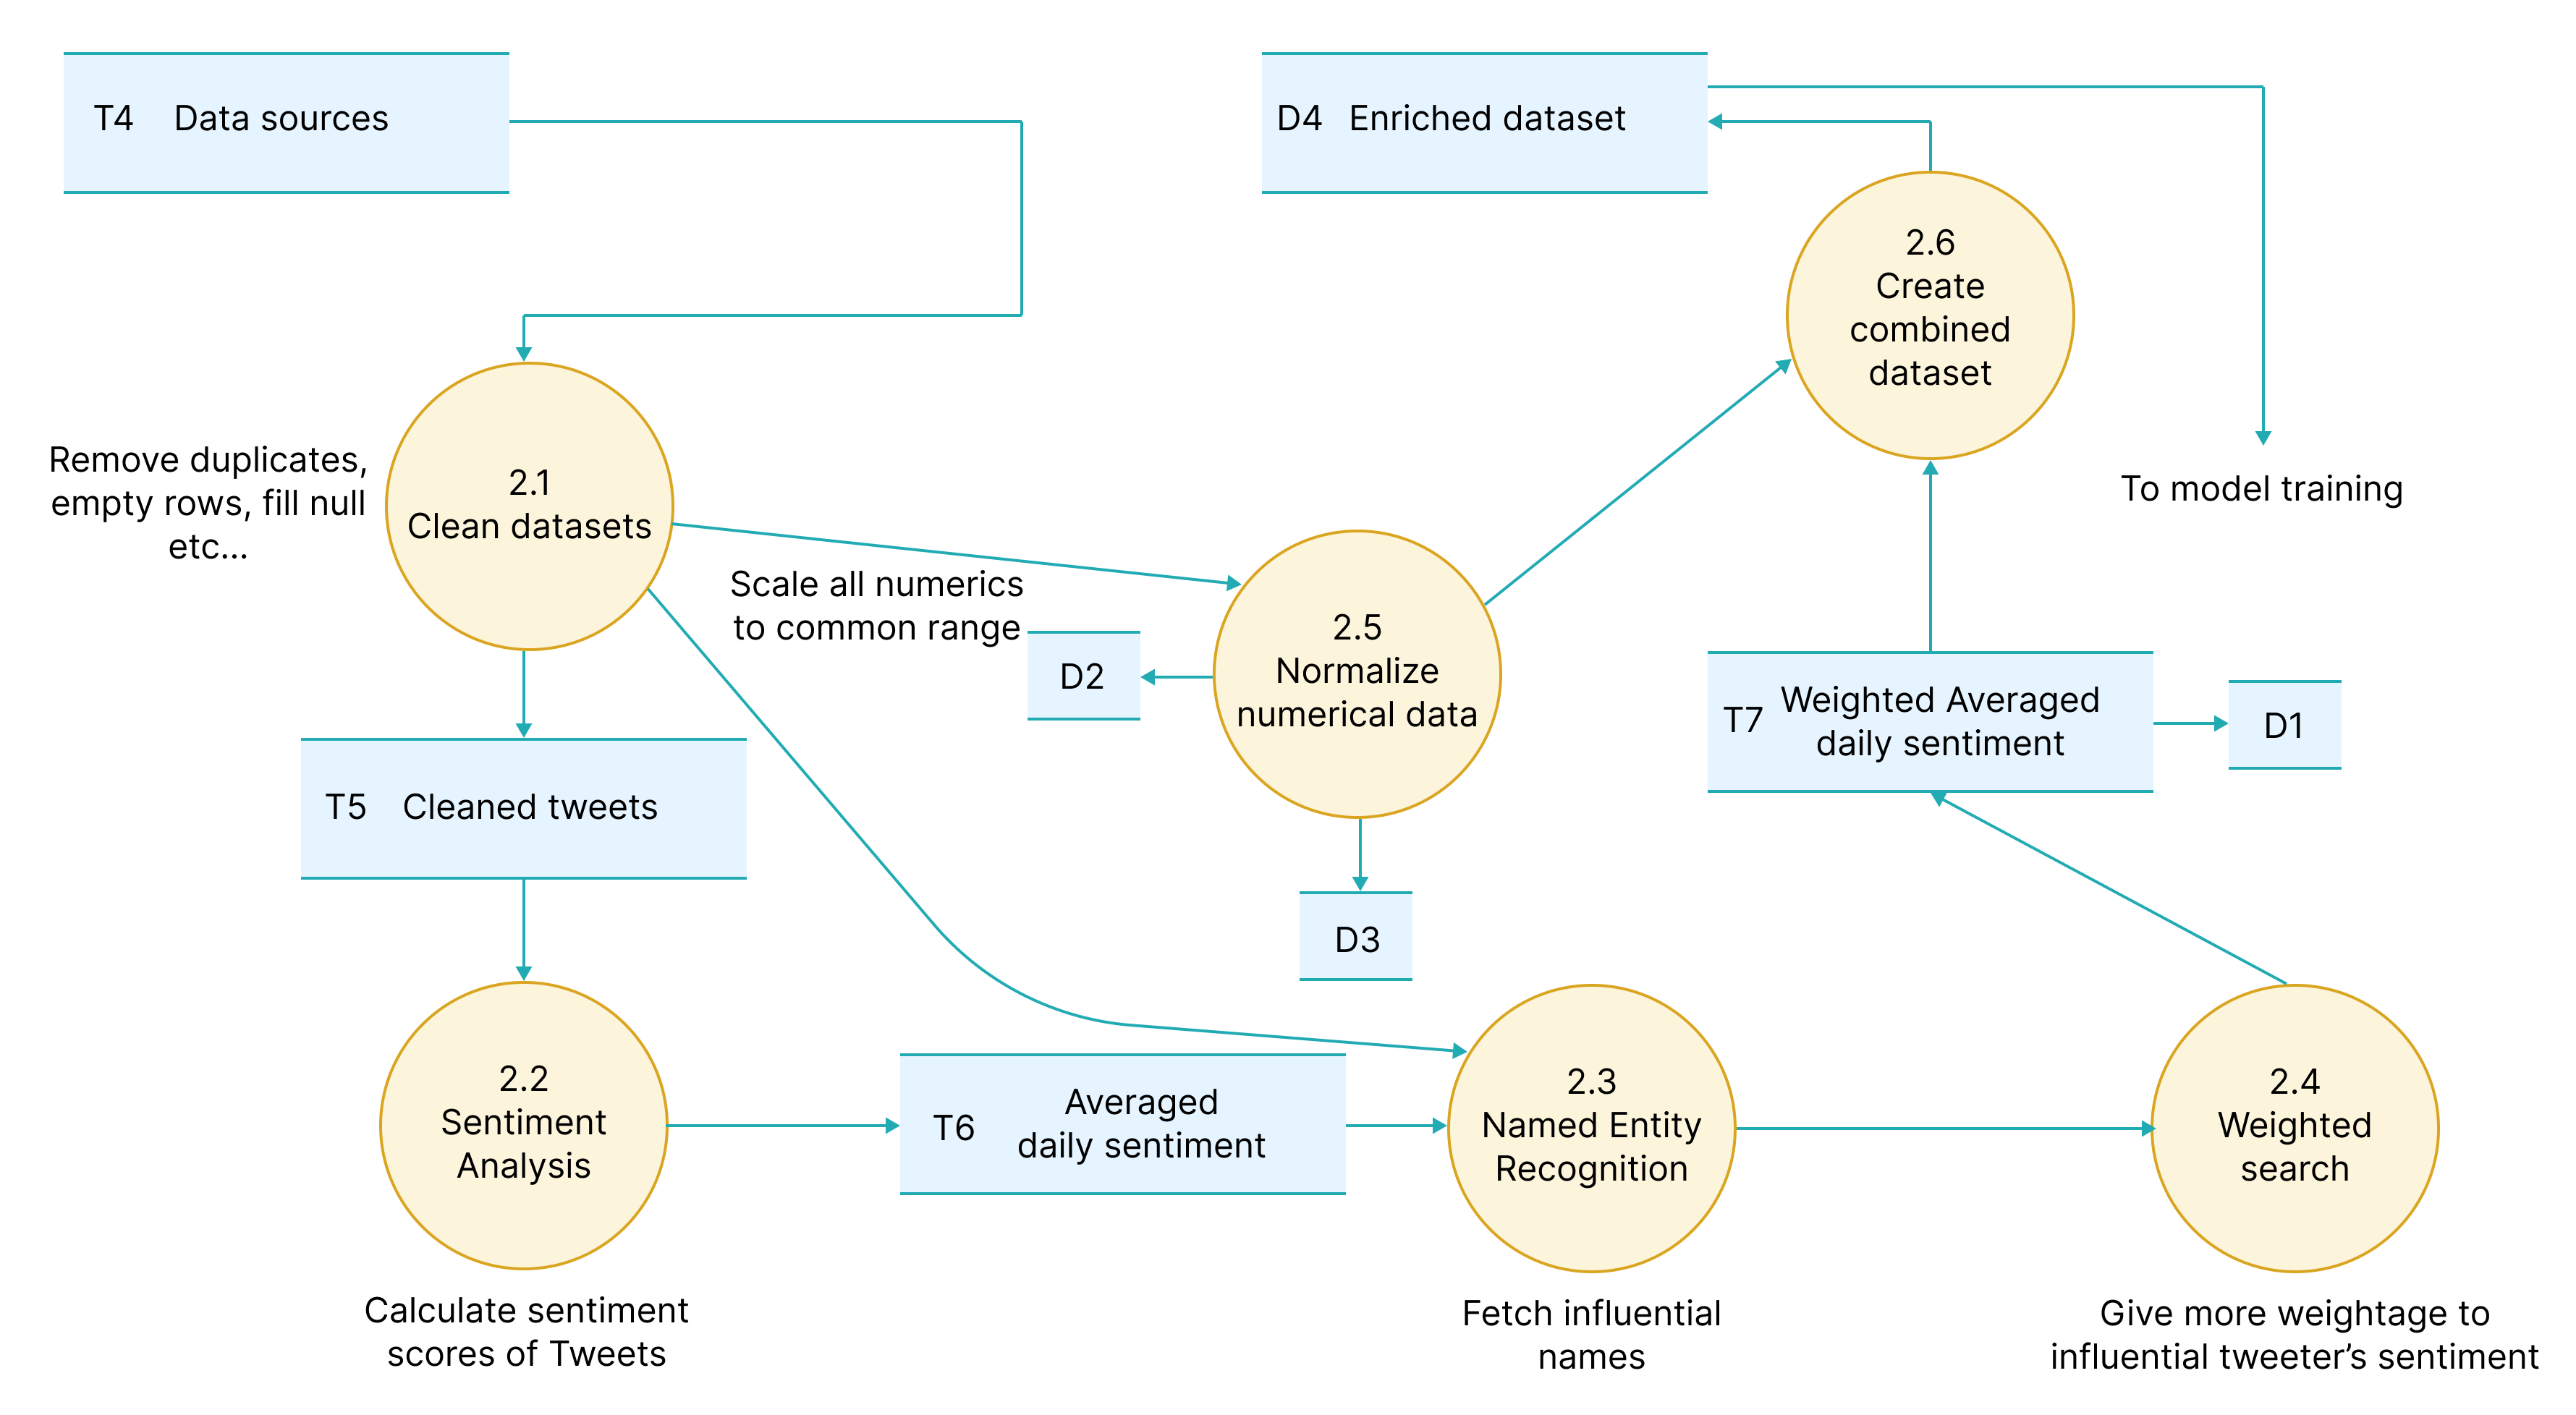 T4 Data sources
D4 Enriched dataset
2.6
Create
combined
dataset
Remove duplicates,
empty rows, fill null
etc...
2.1
Clean datasets
To model training
Scale all numerics
to common range
D2
2.5
Normalize
numerical data
T7 Weighted Averaged
daily sentiment
D1
T5 Cleaned tweets
D3
2.2
Sentiment
Analysis
T6 Averaged
daily sentiment
2.3
Named Entity
Recognition
2.4
Weighted
search
Calculate sentiment
scores of Tweets
Fetch influential
names
Give more weightage to
influential tweeter’s sentiment